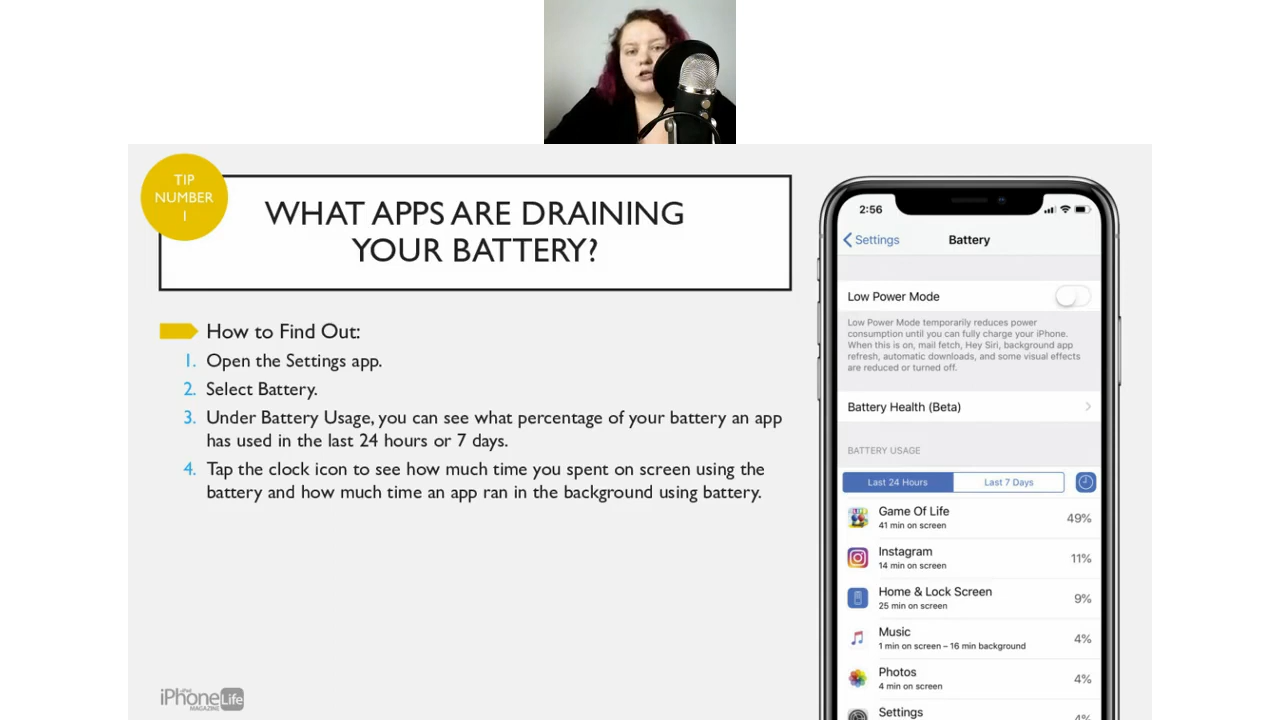 TIP
NUMBER
1
WHAT APPS ARE DRAINING
YOUR BATTERY?
How to Find Out:
1. Open the Settings app.
2. Select Battery.
3. Under Battery Usage, you can see what percentage of your battery an app
has used in the last 24 hours or 7 days.
4. Tap the clock icon to see how much time you spent on screen using the
battery and how much time an app ran in the background using battery.
iPhone Life
MAGAZINE
2:56
Settings
Battery
Low Power Mode
Low Power Mode temporarily reduces power
consumption until you can fully charge your iPhone.
When this is on, mail fetch, Hey Siri, background app
refresh, automatic downloads, and some visual effects
are reduced or turned off.
Battery Health (Beta)
BATTERY USAGE
Last 24 Hours
Last 7 Days
Game Of Life
41 min on screen
49%
Instagram
14 min on screen
11%
Home & Lock Screen
25 min on screen
9%
Music
1 min on screen – 16 min background
4%
Photos
4 min on screen
4%
Settings
4%